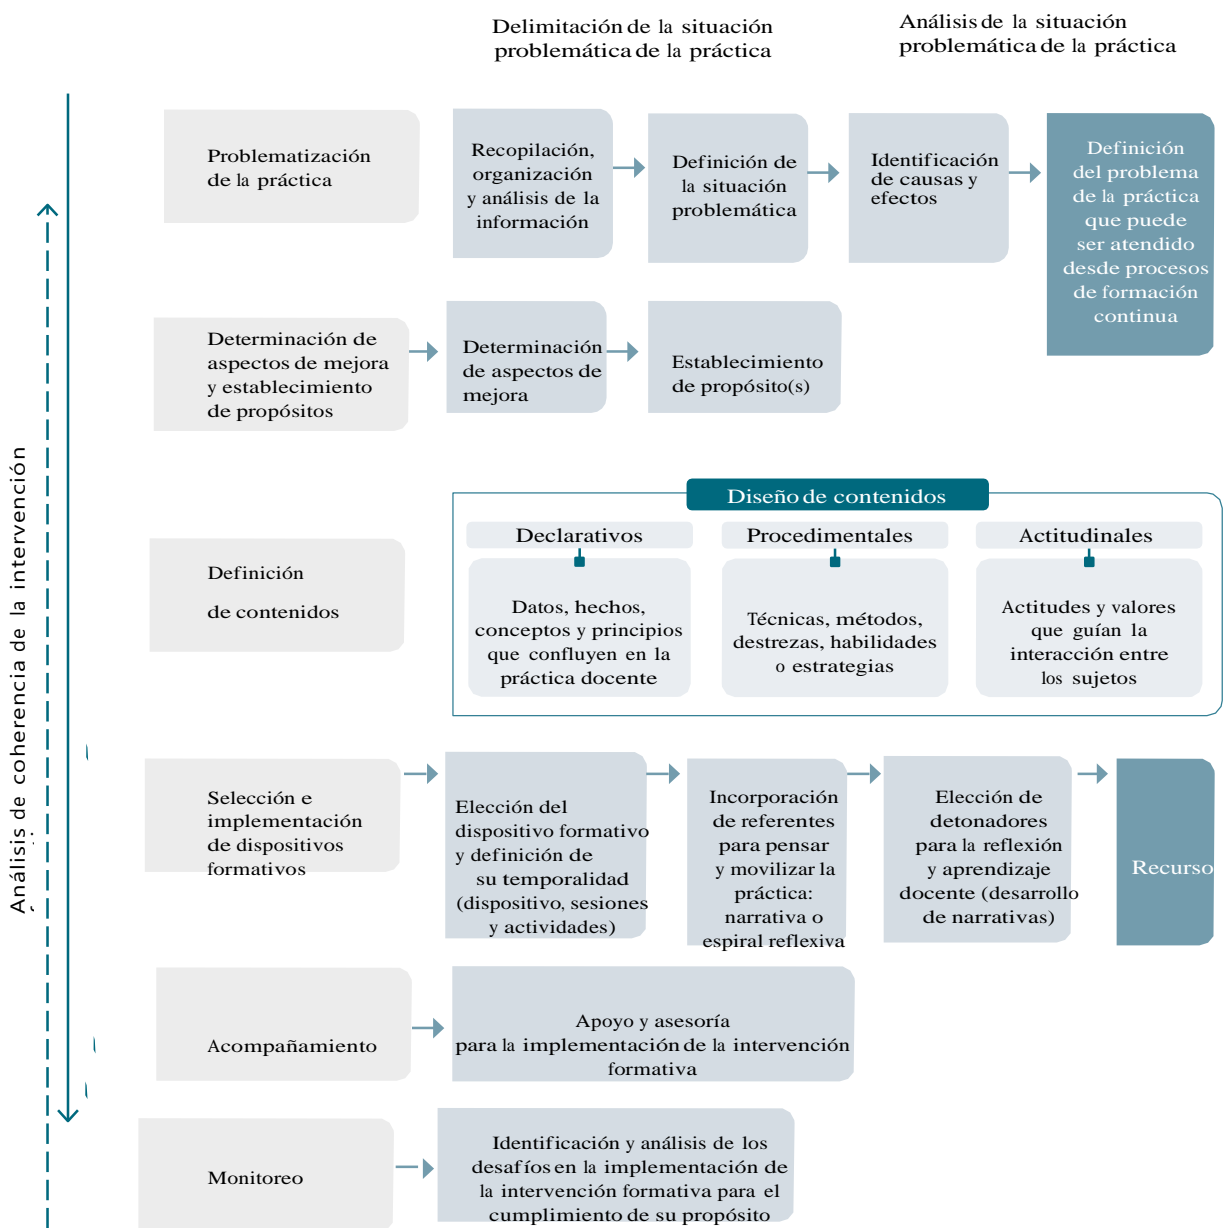 Delimitación de la situación
problemática de la práctica
Análisis de la situación
problemática de la práctica
Problematización
de la práctica
Recopilación,
organización
y análisis de la
información
Definición de
la situación
problemática
Identificación
de causas y
efectos
Definición
del problema
de la práctica
que puede
ser atendido
desde procesos
de formación
continua
Determinación de
aspectos de mejora
y establecimiento
de propósitos
Determinación
de aspectos de
mejora
Establecimiento
de propósito(s)
Análisis de coherencia de la intervención
Definición
de contenidos
Diseño de contenidos
Declarativos
Datos, hechos,
conceptos y principios
que confluyen en la
práctica docente
Procedimentales
Técnicas, métodos,
destrezas, habilidades
o estrategias
Actitudinales
Actitudes y valores
que guían la
interacción entre
los sujetos
Selección e
implementación
de dispositivos
formativos
Elección del
dispositivo formativo
y definición de
su temporalidad
(dispositivo, sesiones
y actividades)
Incorporación
de referentes
para pensar
y movilizar la
práctica:
narrativa o
espiral reflexiva
Elección de
detonadores
para la reflexión
y aprendizaje
docente (desarrollo
de narrativas)
Recurso
Acompañamiento
Apoyo y asesoría
para la implementación de la intervención
formativa
Monitoreo
Identificación y análisis de los
desafíos en la implementación de
la intervención formativa para el
cumplimiento de su propósito